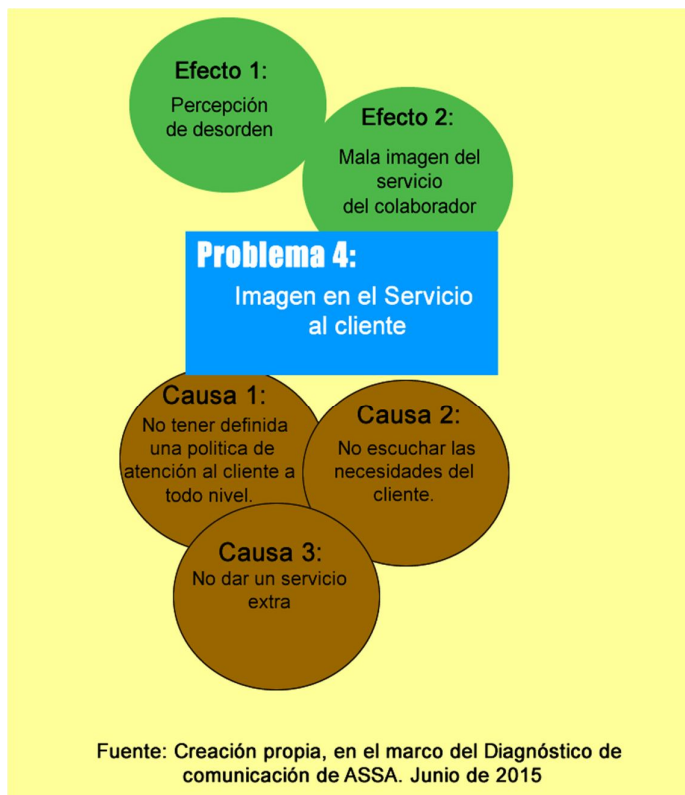 Efecto 1:
Percepción
de desorden
Efecto 2:
Mala imagen del
servicio
del colaborador
Problema 4:
Imagen en el Servicio
al cliente
Causa 1:
No tener definida
una politica de
atención al cliente a
todo nivel.
Causa 2:
No escuchar las
necesidades del
cliente.
Causa 3:
No dar un servicio
extra
Fuente: Creación propia, en el marco del Diagnóstico de
comunicación de ASSA. Junio de 2015